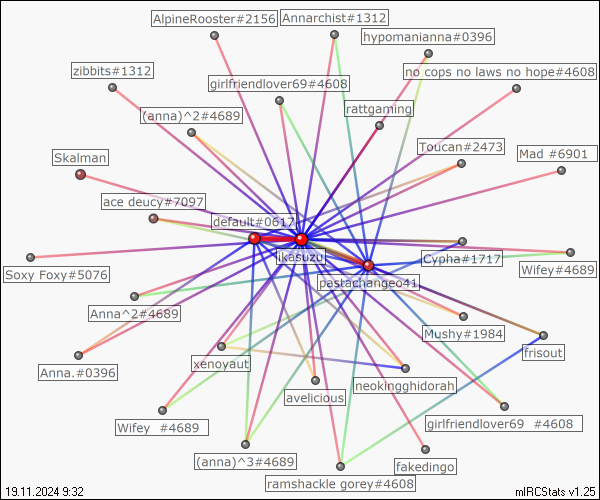 AlpineRooster#2156
Annarchist#1312
hypomanianna#0396
zibbits#1312
girlfriendlover69#4608
no cops no laws no hope#4608
(anna)^2#4689
rattgaming
Toucan#2473
Mad #6901
Skalman
ace deucy#7097
default#0617
likasuzu
Cypha#1717
Wifey#4689
Soxy Foxy#5076
pastachangeo41
Anna^2#4689
Mushy#1984
frisout
xenoyaut
Anna.#0396
neokingghidorah
avelicious
Wifey  #4689
girlfriendlover69  #4608
(anna)^3#4689
fakedingo
ramshackle gorey#4608
19.11.2024 9:32
mIRCStats v1.25